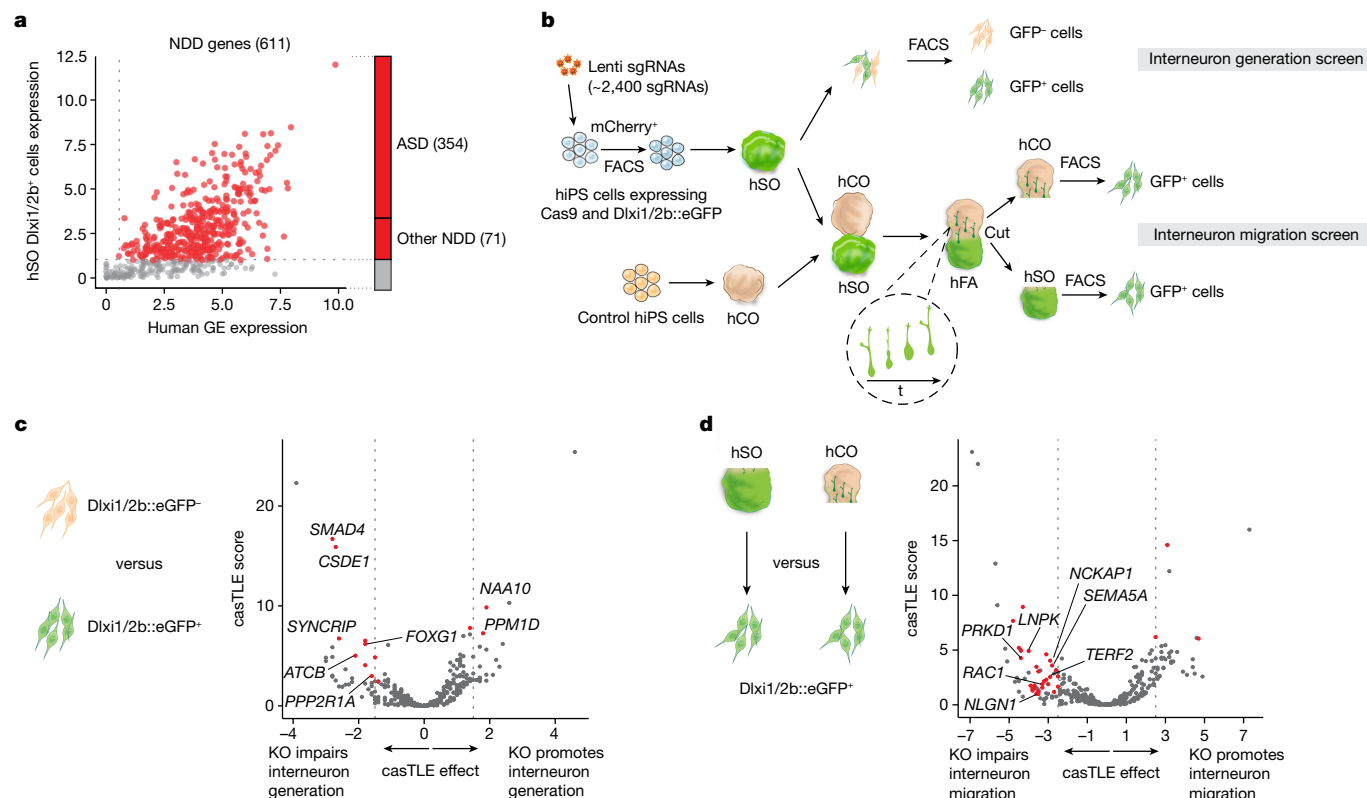 a
NDD genes (611)
12.5
10.0
7.5
5.0
2.5
0
hSO Dlxi1/2b⁺ cells expression
0
2.5
5.0
7.5
10.0
Human GE expression
ASD (354)
Other NDD (71)
b
Lenti sgRNAs
(~2,400 sgRNAs)
mCherry⁺
FACS
hiPS cells expressing
Cas9 and Dlxi1/2b::eGFP
hSO
FACS
GFP⁻ cells
GFP⁺ cells
Interneuron generation screen
Control hiPS cells
hCO
hCO
hSO
hFA
Cut
t
hCO
FACS
GFP⁺ cells
Interneuron migration screen
hSO
FACS
GFP⁺ cells
c
Dlxi1/2b::eGFP⁻
versus
Dlxi1/2b::eGFP⁺
casTLE score
20
10
0
SMAD4
CSDE1
SYNCRIP
FOXG1
ATCB
PPP2R1A
NAA10
PPM1D
−4
−2
0
2
4
KO impairs
interneuron
generation
casTLE effect
KO promotes
interneuron
generation
d
hSO
hCO
versus
Dlxi1/2b::eGFP⁺
casTLE score
20
15
10
5
0
NCKAP1
SEMA5A
LNPK
PRKD1
TERF2
RAC1
NLGN1
−7
−5
−3
−1
1
3
5
7
KO impairs
interneuron
migration
casTLE effect
KO promotes
interneuron
migration